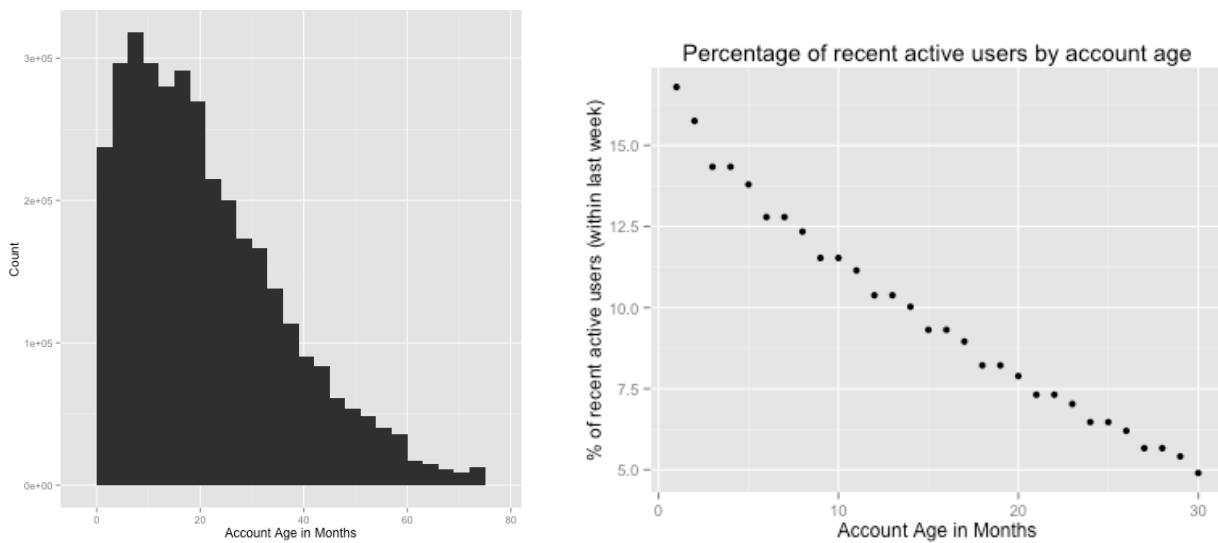 3e+05
2e+05
1e+05
0e+00
Count
0
20
40
60
80
Account Age in Months
Percentage of recent active users by account age
% of recent active users (within last week)
15.0
12.5
10.0
7.5
5.0
0
10
20
30
Account Age in Months